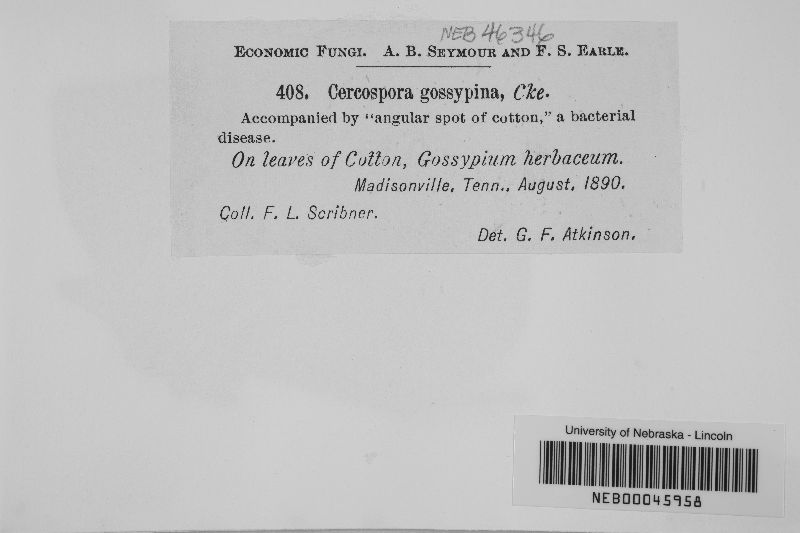 NEB 46346
Economic Fungi. A. B. Seymour and F. S. Earle.
408. Cercospora gossypina, Cke.
Accompanied by "angular spot of cotton," a bacterial
disease.
On leaves of Cotton, Gossypium herbaceum.
Madisonville, Tenn., August, 1890.
Coll. F. L. Scribner.
Det. G. F. Atkinson.
University of Nebraska - Lincoln
NEB00045958